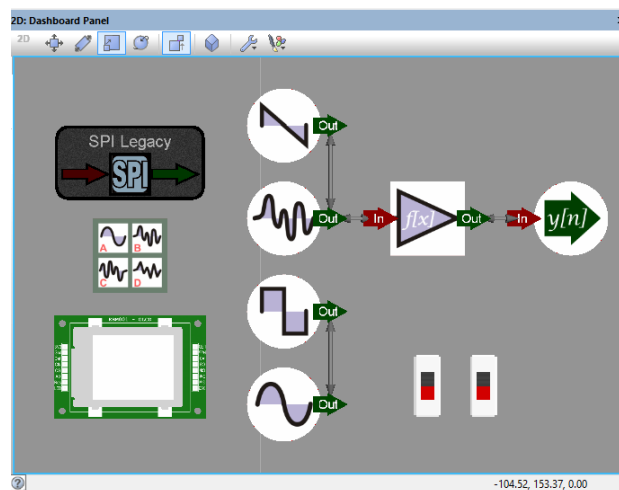 2D: Dashboard Panel
2D
SPI Legacy
SPI
A
B
C
D
Out
Out
In
f[x]
Out
In
y[n]
Out
Out
-104.52, 153.37, 0.00